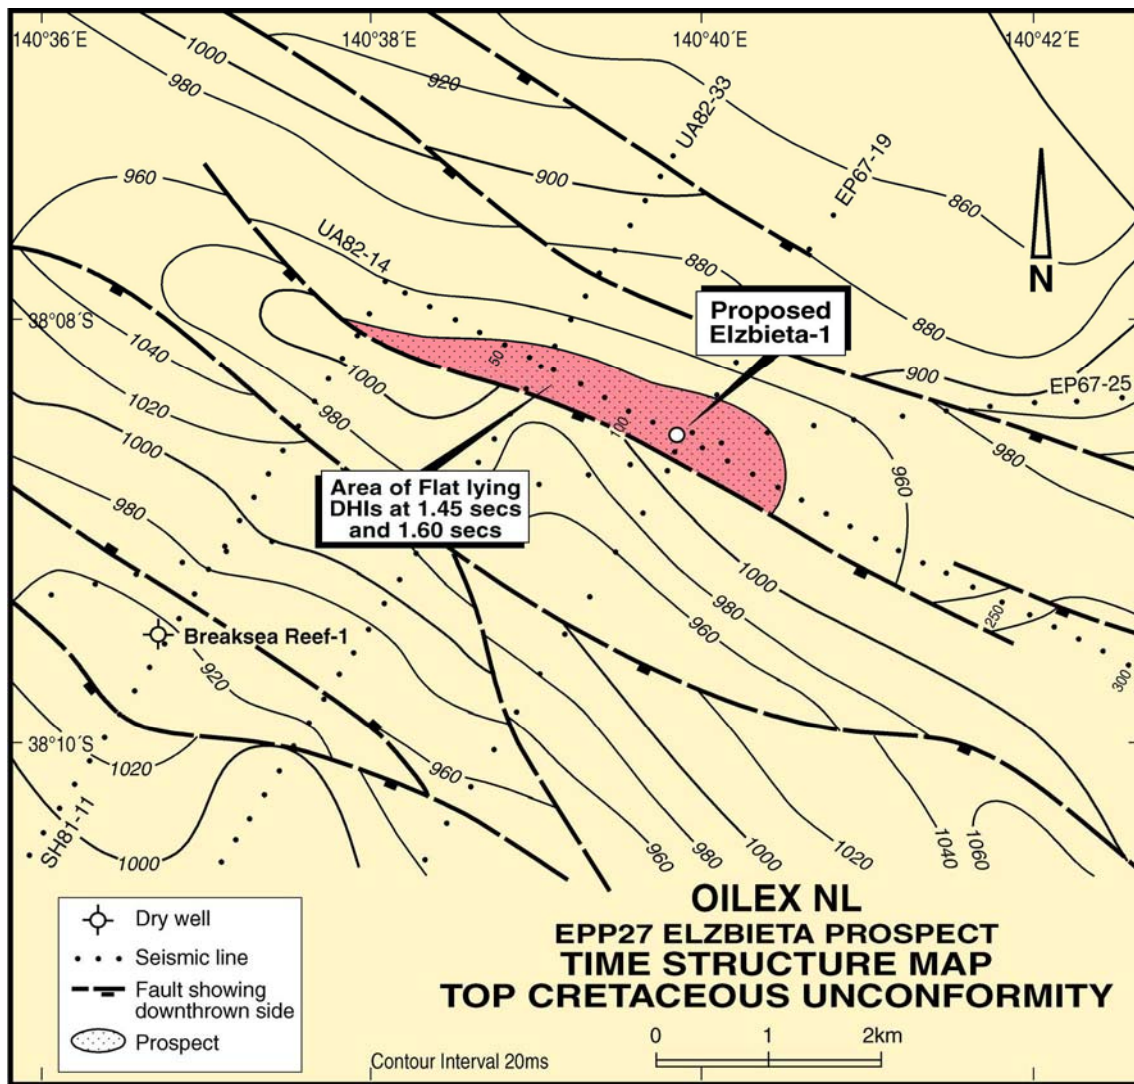 140°36´E
140°38´E
140°40´E
140°42´E
1000
920
980
UA82-33
EP67-19
900
860
960
UA82-14
880
N
38°08´S
Proposed
Elzbieta-1
880
1040
50
900
EP67-25
1000
1020
980
100
980
1000
960
Area of Flat lying
DHIs at 1.45 secs
and 1.60 secs
980
1000
980
250
960
Breaksea Reef-1
920
300
38°10´S
1020
960
SH81-11
1000
960
980
1000
1020
1040
1060
Dry well
Seismic line
Fault showing
downthrown side
Prospect
OILEX NL
EPP27 ELZBIETA PROSPECT
TIME STRUCTURE MAP
TOP CRETACEOUS UNCONFORMITY
0 1 2km
Contour Interval 20ms